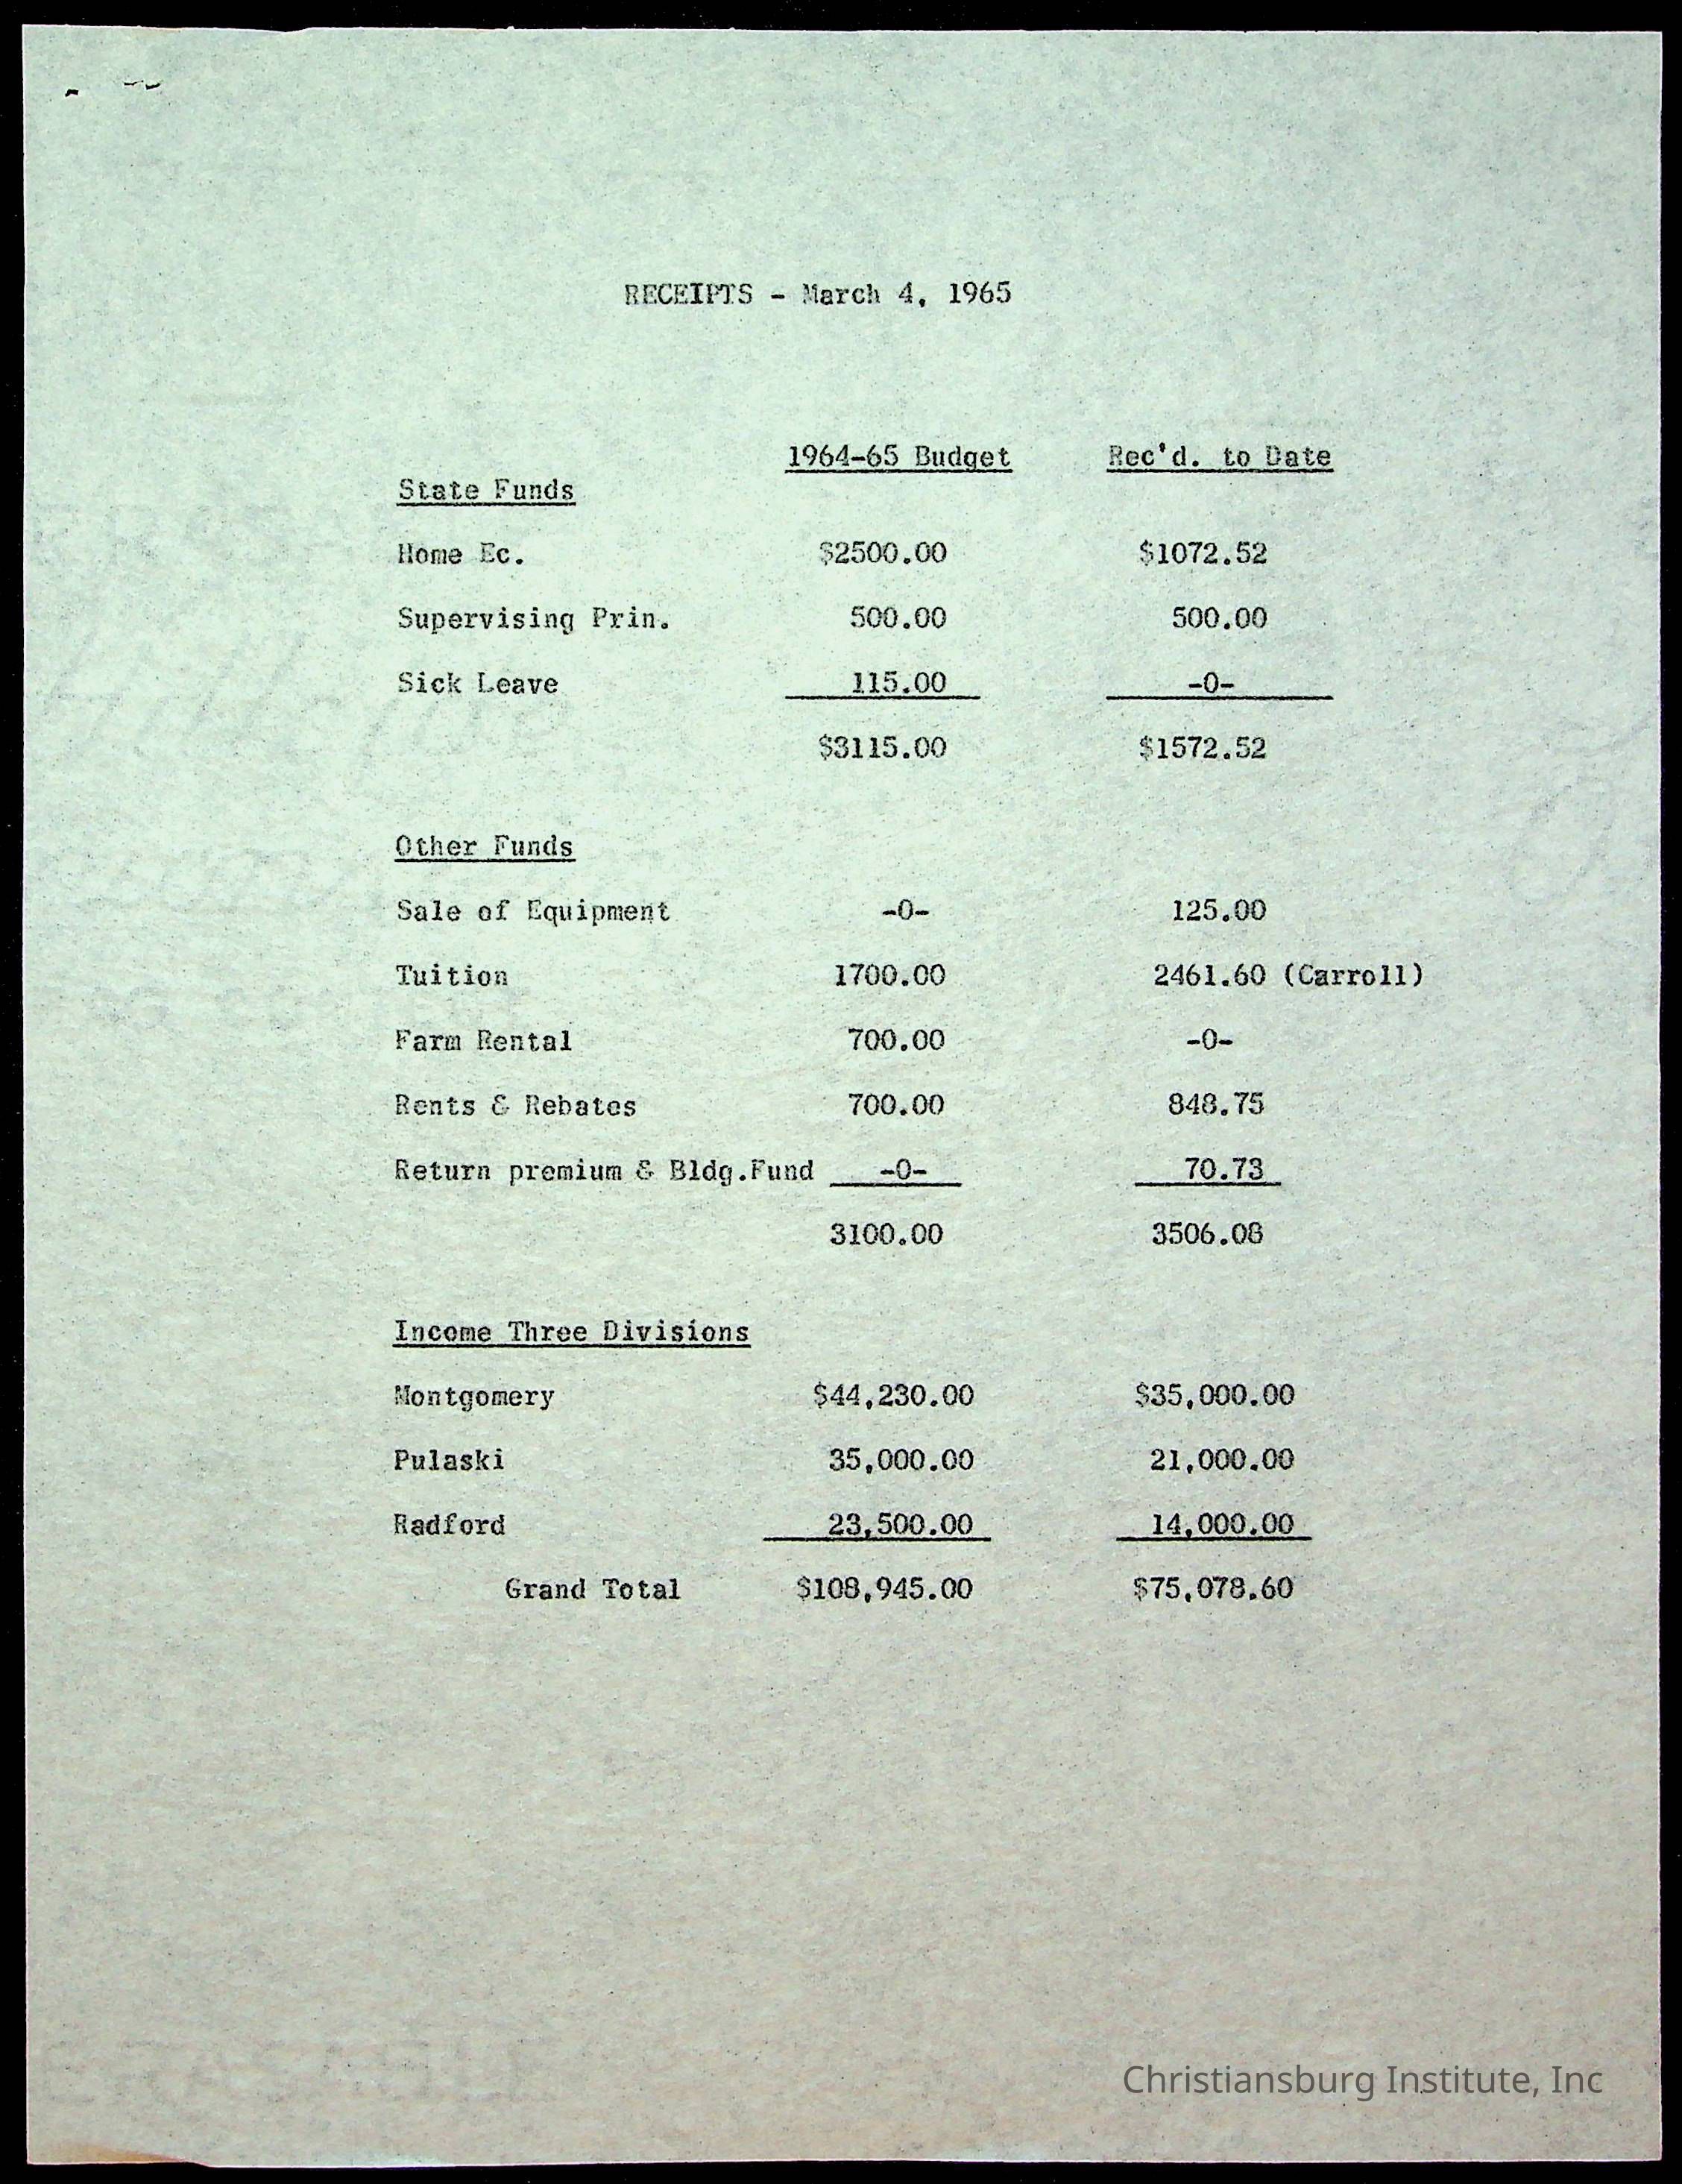 RECEIPTS - March 4, 1965
1964-65 Budget Rec'd. to Date
State Funds
Home Ec. $2500.00 $1072.52
Supervising Prin. 500.00 500.00
Sick Leave 115.00 -0-
$3115.00 $1572.52
Other Funds
Sale of Equipment -0- 125.00
Tuition 1700.00 2461.60 (Carroll)
Farm Rental 700.00 -0-
Rents & Rebates 700.00 848.75
Return premium & Bldg.Fund -0- 70.73
3100.00 3506.08
Income Three Divisions
Montgomery $44,230.00 $35,000.00
Pulaski 35,000.00 21,000.00
Radford 23,500.00 14,000.00
Grand Total $108,945.00 $75,078.60
Christiansburg Institute, Inc